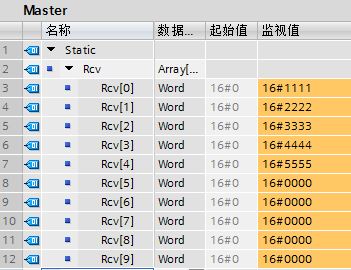 Master
名称 数据... 起始值 监视值
1 Static
2 Rcv Array[...
3 Rcv[0] Word 16#0 16#1111
4 Rcv[1] Word 16#0 16#2222
5 Rcv[2] Word 16#0 16#3333
6 Rcv[3] Word 16#0 16#4444
7 Rcv[4] Word 16#0 16#5555
8 Rcv[5] Word 16#0 16#0000
9 Rcv[6] Word 16#0 16#0000
10 Rcv[7] Word 16#0 16#0000
11 Rcv[8] Word 16#0 16#0000
12 Rcv[9] Word 16#0 16#0000